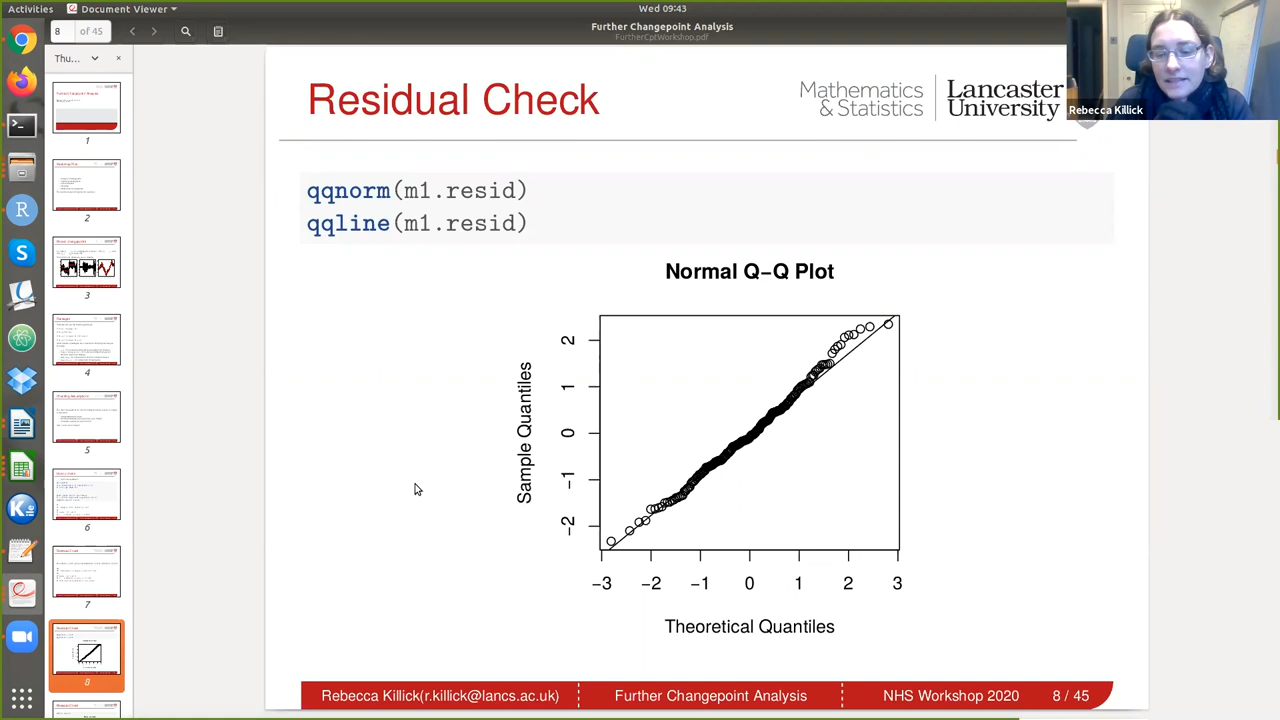 Activities
Document Viewer
Wed 09:43
8
of 45
Further Changepoint Analysis
FurtherCptWorkshop.pdf
Thu...
1
2
3
4
5
6
7
8
Residual Check
Mathematics
& Statistics
Lancaster
University
Rebecca Killick
qqnorm(m1.resid)
qqline(m1.resid)
Normal Q–Q Plot
Sample Quantiles
2
1
0
−1
−2
−3 −2 −1 0 1 2 3
Theoretical Quantiles
Rebecca Killick(r.killick@lancs.ac.uk)
Further Changepoint Analysis
NHS Workshop 2020
8 / 45